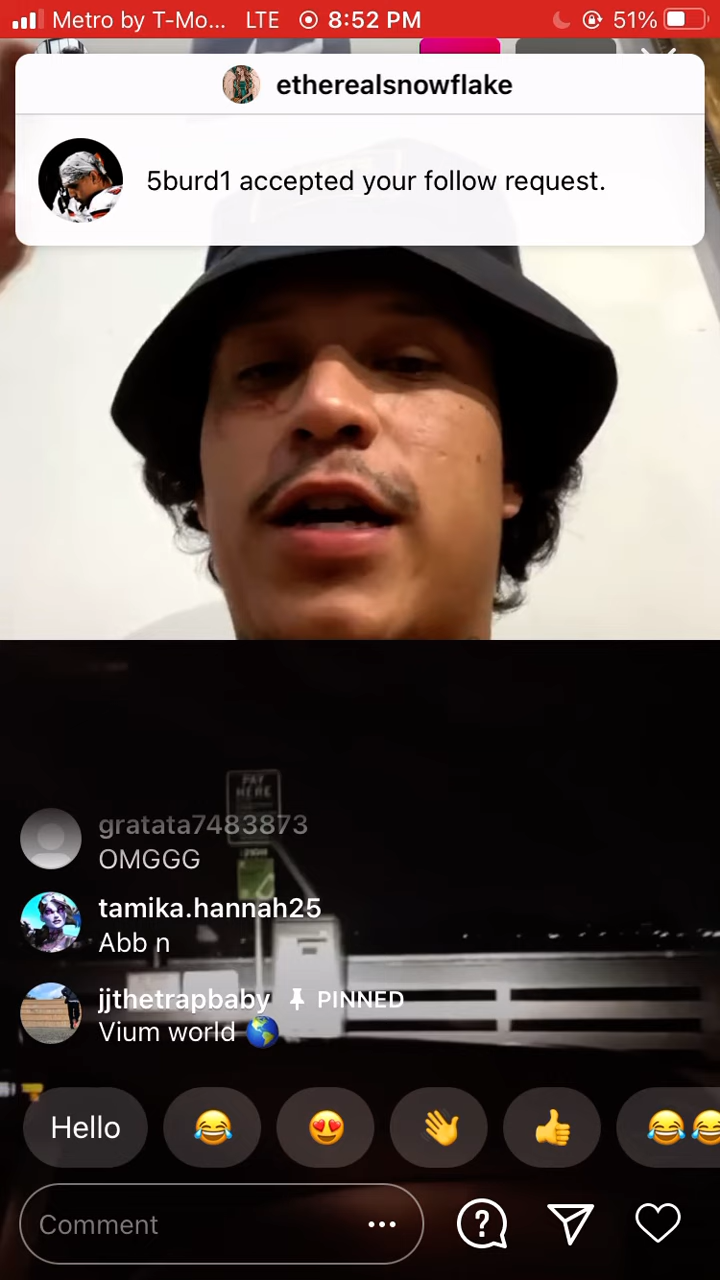 Metro by T-Mo... LTE 8:52 PM 51%
etherealsnowflake
5burd1 accepted your follow request.
PAY
HERE
gratata7483873
OMGGG
tamika.hannah25
Abb n
jjthetrapbaby 📌 PINNED
Vium world 🌎
Hello 😂 😍 👋 👍 😂😂
Comment ...